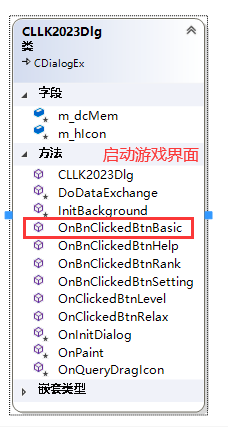 CLLK2023Dlg
类
CDialogEx
字段
m_dcMem
m_hIcon
方法
启动游戏界面
CLLK2023Dlg
DoDataExchange
InitBackground
OnBnClickedBtnBasic
OnBnClickedBtnHelp
OnBnClickedBtnRank
OnBnClickedBtnSetting
OnClickedBtnLevel
OnClickedBtnRelax
OnInitDialog
OnPaint
OnQueryDragIcon
嵌套类型